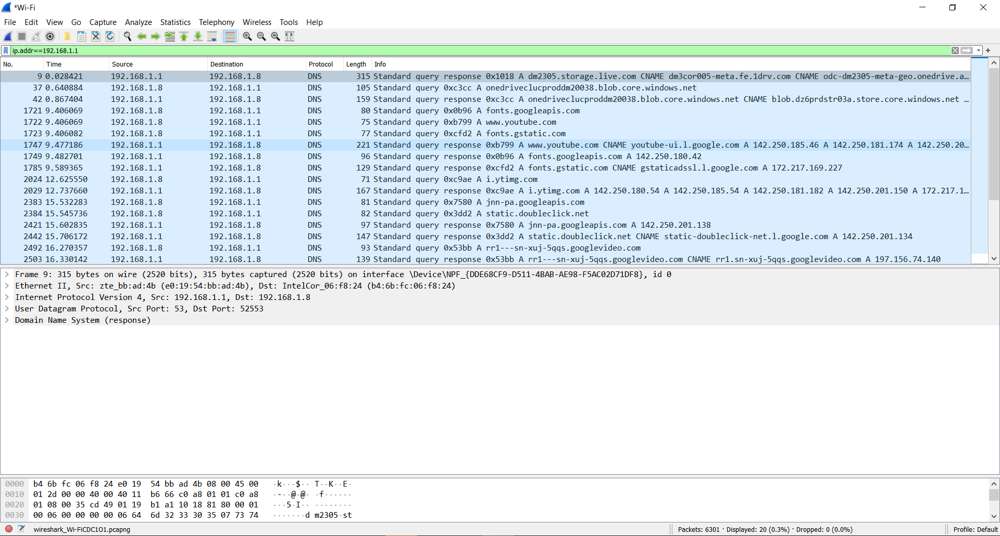 *Wi-Fi
File Edit View Go Capture Analyze Statistics Telephony Wireless Tools Help
ip.addr==192.168.1.1
No. Time Source Destination Protocol Length Info
9 0.028421 192.168.1.1 192.168.1.8 DNS 315 Standard query response 0x1018 A dm2305.storage.live.com CNAME dm3cor005-meta.fe.1drv.com CNAME odc-dm2305-meta-geo.onedrive.a…
37 0.640884 192.168.1.8 192.168.1.1 DNS 105 Standard query 0xc3cc A onedriveclucproddm20038.blob.core.windows.net
42 0.867404 192.168.1.1 192.168.1.8 DNS 159 Standard query response 0xc3cc A onedriveclucproddm20038.blob.core.windows.net CNAME blob.dz6prdstr03a.store.core.windows.net …
1721 9.406069 192.168.1.8 192.168.1.1 DNS 80 Standard query 0x0b96 A fonts.googleapis.com
1722 9.406069 192.168.1.8 192.168.1.1 DNS 75 Standard query 0xb799 A www.youtube.com
1723 9.406082 192.168.1.8 192.168.1.1 DNS 77 Standard query 0xcfd2 A fonts.gstatic.com
1747 9.477186 192.168.1.1 192.168.1.8 DNS 221 Standard query response 0xb799 A www.youtube.com CNAME youtube-ui.l.google.com A 142.250.185.46 A 142.250.181.174 A 142.250.20…
1749 9.482701 192.168.1.1 192.168.1.8 DNS 96 Standard query response 0x0b96 A fonts.googleapis.com A 142.250.180.42
1785 9.589365 192.168.1.1 192.168.1.8 DNS 129 Standard query response 0xcfd2 A fonts.gstatic.com CNAME gstaticadssl.l.google.com A 172.217.169.227
2024 12.625550 192.168.1.8 192.168.1.1 DNS 71 Standard query 0xc9ae A i.ytimg.com
2029 12.737660 192.168.1.1 192.168.1.8 DNS 167 Standard query response 0xc9ae A i.ytimg.com A 142.250.180.54 A 142.250.185.54 A 142.250.181.182 A 142.250.201.150 A 172.217.1…
2383 15.532283 192.168.1.8 192.168.1.1 DNS 81 Standard query 0x7580 A jnn-pa.googleapis.com
2384 15.545736 192.168.1.8 192.168.1.1 DNS 82 Standard query 0x3dd2 A static.doubleclick.net
2421 15.602835 192.168.1.1 192.168.1.8 DNS 97 Standard query response 0x7580 A jnn-pa.googleapis.com A 142.250.201.138
2442 15.706172 192.168.1.1 192.168.1.8 DNS 147 Standard query response 0x3dd2 A static.doubleclick.net CNAME static-doubleclick-net.l.google.com A 142.250.201.134
2492 16.270357 192.168.1.8 192.168.1.1 DNS 93 Standard query 0x53bb A rr1---sn-xuj-5qqs.googlevideo.com
2503 16.330142 192.168.1.1 192.168.1.8 DNS 139 Standard query response 0x53bb A rr1---sn-xuj-5qqs.googlevideo.com CNAME rr1.sn-xuj-5qqs.googlevideo.com A 197.156.74.140
Frame 9: 315 bytes on wire (2520 bits), 315 bytes captured (2520 bits) on interface \Device\NPF_{DDE68CF9-D511-4BAB-AE98-F5AC02D71DF8}, id 0
Ethernet II, Src: zte_bb:ad:4b (e0:19:54:bb:ad:4b), Dst: IntelCor_06:f8:24 (b4:6b:fc:06:f8:24)
Internet Protocol Version 4, Src: 192.168.1.1, Dst: 192.168.1.8
User Datagram Protocol, Src Port: 53, Dst Port: 52553
Domain Name System (response)
0000 b4 6b fc 06 f8 24 e0 19 54 bb ad 4b 08 00 45 00 ·k···$·· T··K··E·
0010 01 2d 00 00 40 00 40 11 b6 66 c0 a8 01 01 c0 a8 ·-··@·@· ·f······
0020 01 08 00 35 cd 49 01 19 b1 a1 10 18 81 80 00 01 ···5·I·· ········
0030 00 06 00 00 00 00 06 64 6d 32 33 30 35 07 73 74 ·······d m2305·st
wireshark_Wi-FiCDC1O1.pcapng Packets: 6301 · Displayed: 20 (0.3%) · Dropped: 0 (0.0%) Profile: Default